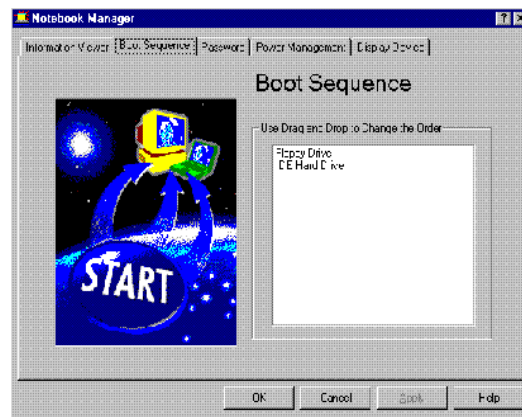 Notebook Manager
Information Viewer Boot Sequence Password Power Management Display Device
Boot Sequence
Use Drag and Drop to Change the Order
Floppy Drive
IDE Hard Drive
START
OK Cancel Apply Help